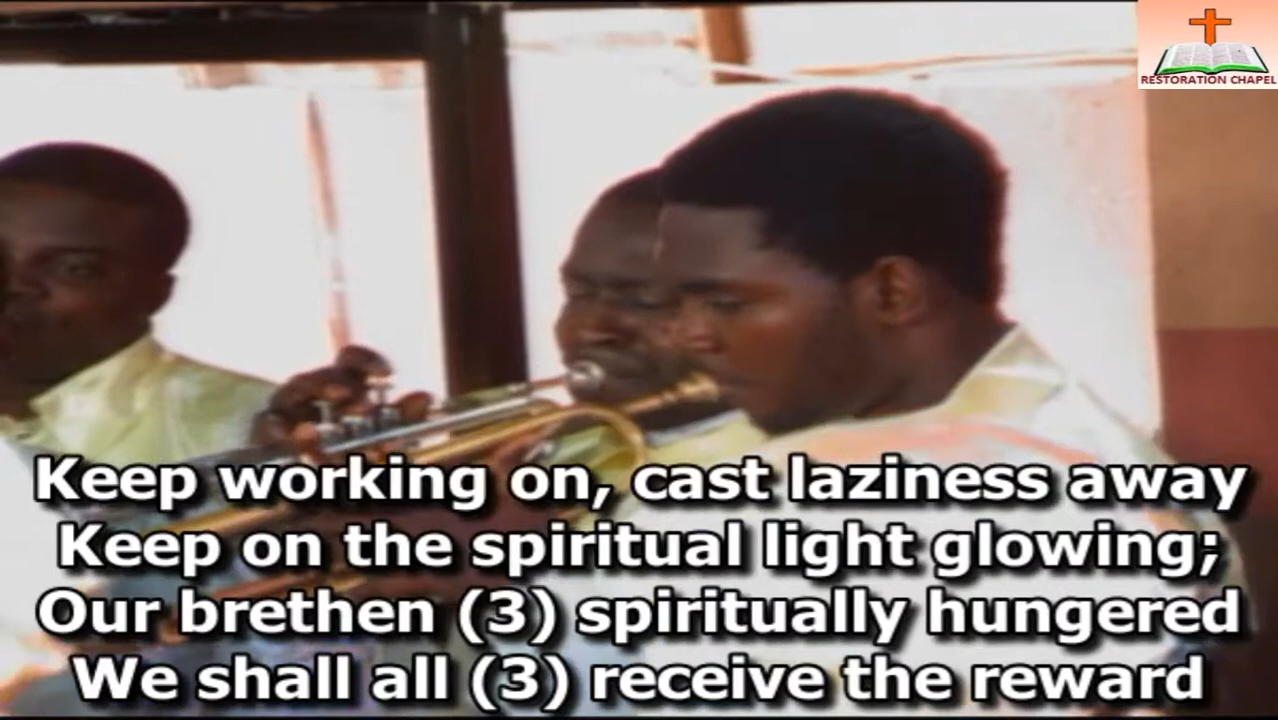 RESTORATION CHAPEL
Keep working on, cast laziness away
Keep on the spiritual light glowing;
Our brethen (3) spiritually hungered
We shall all (3) receive the reward